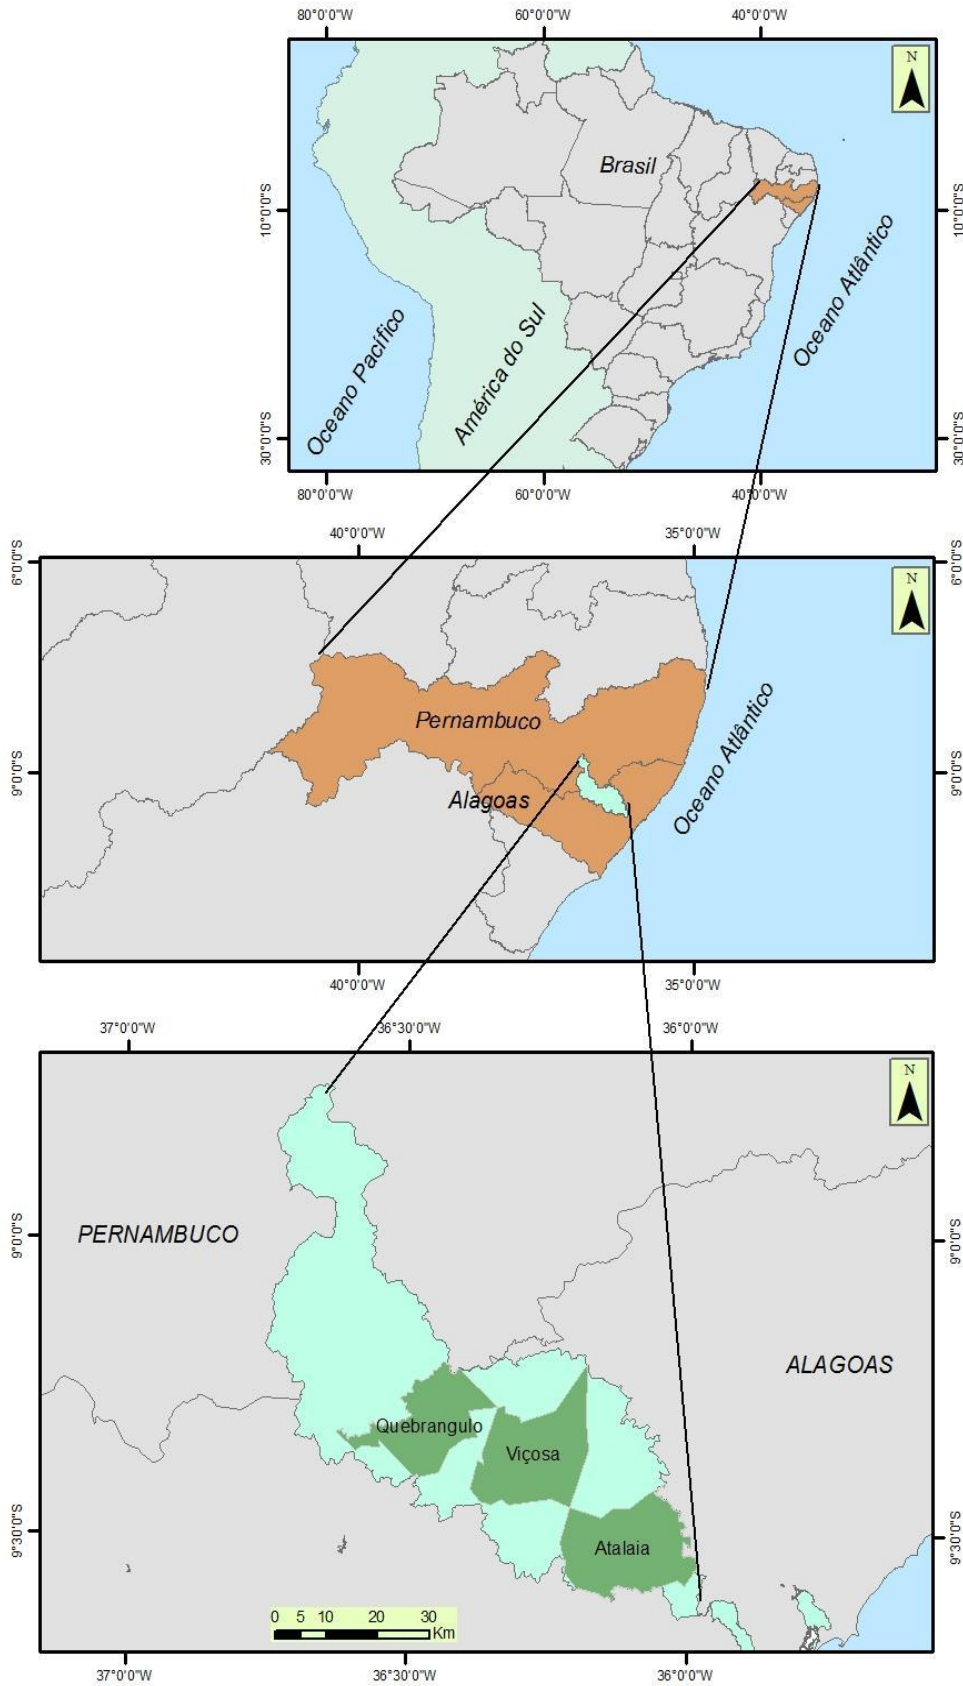 80°0'0"W 60°0'0"W 40°0'0"W
N
Brasil
10°0'0"S
10°0'0"S
Oceano Atlântico
Oceano Pacífico
América do Sul
30°0'0"S
30°0'0"S
80°0'0"W 60°0'0"W 40°0'0"W
40°0'0"W 35°0'0"W
6°0'0"S
6°0'0"S
N
Pernambuco
Oceano Atlântico
9°0'0"S
9°0'0"S
Alagoas
40°0'0"W 35°0'0"W
37°0'0"W 36°30'0"W 36°0'0"W
N
PERNAMBUCO
9°0'0"S
9°0'0"S
ALAGOAS
Quebrangulo
Viçosa
9°30'0"S
9°30'0"S
Atalaia
0 5 10 20 30
Km
37°0'0"W 36°30'0"W 36°0'0"W